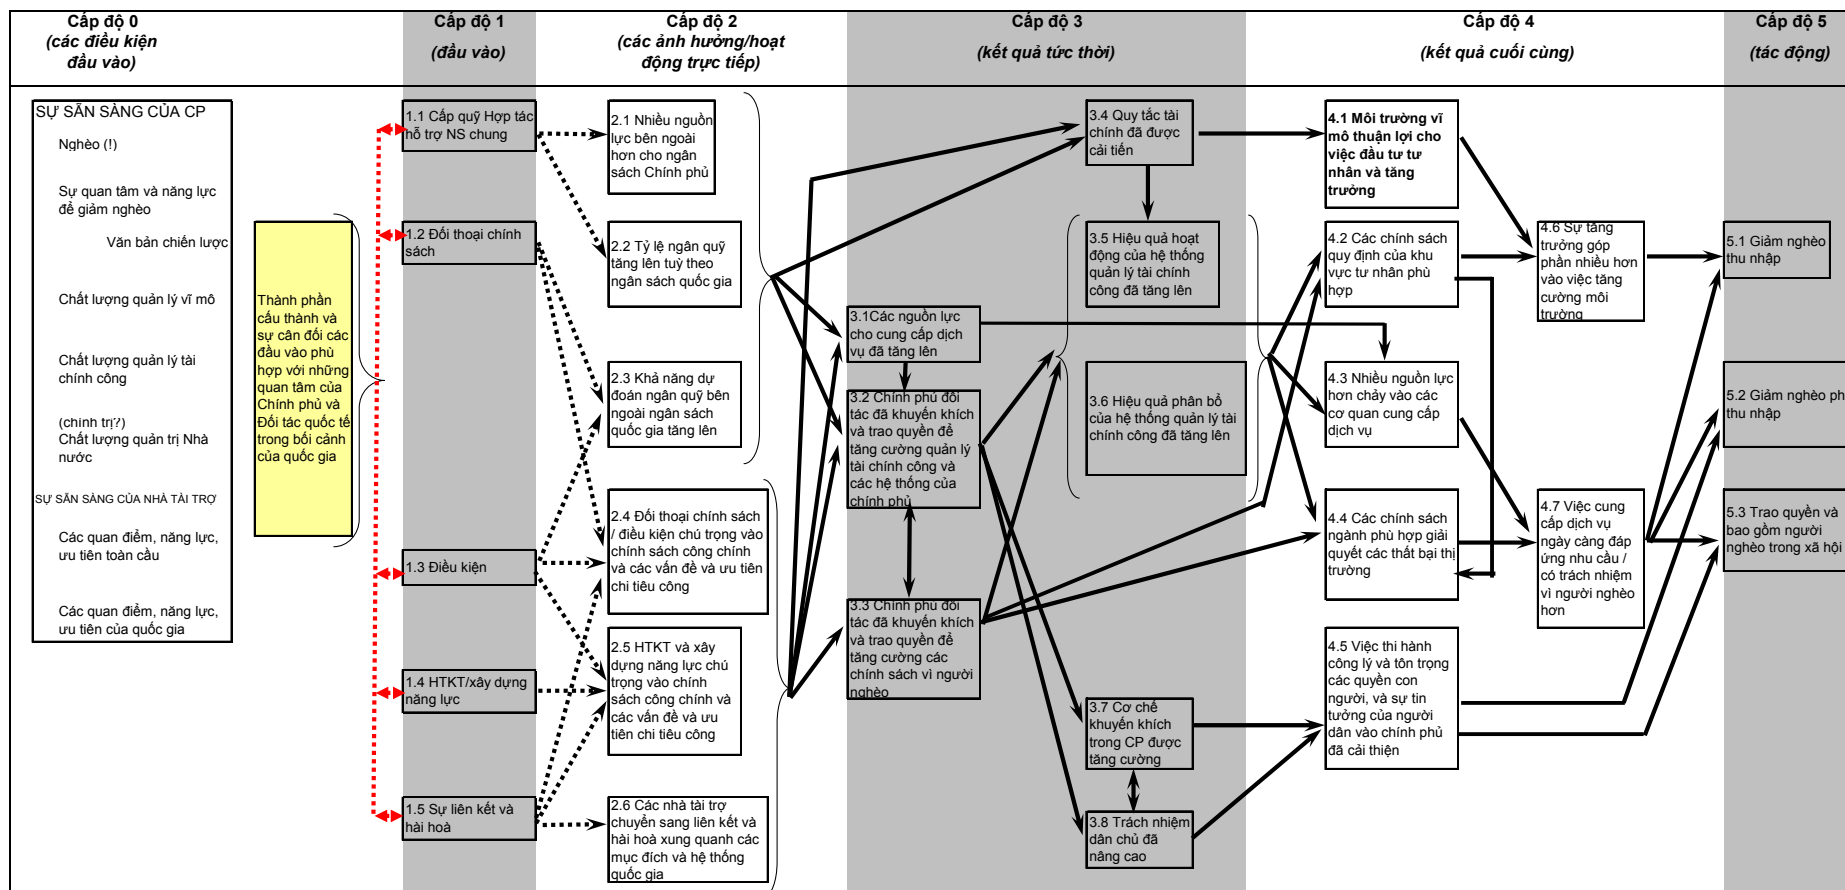 Cấp độ 0
(các điều kiện
đầu vào)
Cấp độ 1
(đầu vào)
Cấp độ 2
(các ảnh hưởng/hoạt
động trực tiếp)
Cấp độ 3
(kết quả tức thời)
Cấp độ 4
(kết quả cuối cùng)
Cấp độ 5
(tác động)
SỰ SẴN SÀNG CỦA CP
Nghèo (!)
Sự quan tâm và năng lực
để giảm nghèo
Văn bản chiến lược
Chất lượng quản lý vĩ mô
Chất lượng quản lý tài
chính công
(chính trị?)
Chất lượng quản trị Nhà
nước
SỰ SẴN SÀNG CỦA NHÀ TÀI TRỢ
Các quan điểm, năng lực,
ưu tiên toàn cầu
Các quan điểm, năng lực,
ưu tiên của quốc gia
Thành phần
cấu thành và
sự cân đối các
đầu vào phù
hợp với những
quan tâm của
Chính phủ và
Đối tác quốc tế
trong bối cảnh
của quốc gia
1.1 Cấp quỹ Hợp tác
hỗ trợ NS chung
1.2 Đối thoại chính
sách
1.3 Điều kiện
1.4 HTKT/xây dựng
năng lực
1.5 Sự liên kết và
hài hoà
2.1 Nhiều nguồn
lực bên ngoài
hơn cho ngân
sách Chính phủ
2.2 Tỷ lệ ngân quỹ
tăng lên tuỳ theo
ngân sách quốc gia
2.3 Khả năng dự
đoán ngân quỹ bên
ngoài ngân sách
quốc gia tăng lên
2.4 Đối thoại chính sách
/ điều kiện chú trọng vào
chính sách công chính
và các vấn đề và ưu tiên
chi tiêu công
2.5 HTKT và xây
dựng năng lực chú
trọng vào chính
sách công chính và
các vấn đề và ưu
tiên chi tiêu công
2.6 Các nhà tài trợ
chuyển sang liên kết và
hài hoà xung quanh các
mục đích và hệ thống
quốc gia
3.1Các nguồn lực
cho cung cấp dịch
vụ đã tăng lên
3.2 Chính phủ đối
tác đã khuyến khích
và trao quyền để
tăng cường quản lý
tài chính công và
các hệ thống của
chính phủ
3.3 Chính phủ đối
tác đã khuyến khích
và trao quyền để
tăng cường các
chính sách vì người
nghèo
3.4 Quy tắc tài
chính đã được
cải tiến
3.5 Hiệu quả hoạt
động của hệ thống
quản lý tài chính
công đã tăng lên
3.6 Hiệu quả phân bổ
của hệ thống quản lý tài
chính công đã tăng lên
3.7 Cơ chế
khuyến khích
trong CP được
tăng cường
3.8 Trách nhiệm
dân chủ đã
nâng cao
4.1 Môi trường vĩ
mô thuận lợi cho
việc đầu tư tư
nhân và tăng
trưởng
4.2 Các chính sách
quy định của khu
vực tư nhân phù
hợp
4.3 Nhiều nguồn lực
hơn chảy vào các
cơ quan cung cấp
dịch vụ
4.4 Các chính sách
ngành phù hợp giải
quyết các thất bại thị
trường
4.5 Việc thi hành
công lý và tôn trọng
các quyền con
người, và sự tin
tưởng của người
dân vào chính phủ
đã cải thiện
4.6 Sự tăng
trưởng góp
phần nhiều hơn
vào việc tăng
cường môi
trường
4.7 Việc cung
cấp dịch vụ
ngày càng đáp
ứng nhu cầu /
có trách nhiệm
vì người nghèo
hơn
5.1 Giảm nghèo
thu nhập
5.2 Giảm nghèo ph
thu nhập
5.3 Trao quyền và
bao gồm người
nghèo trong xã hội